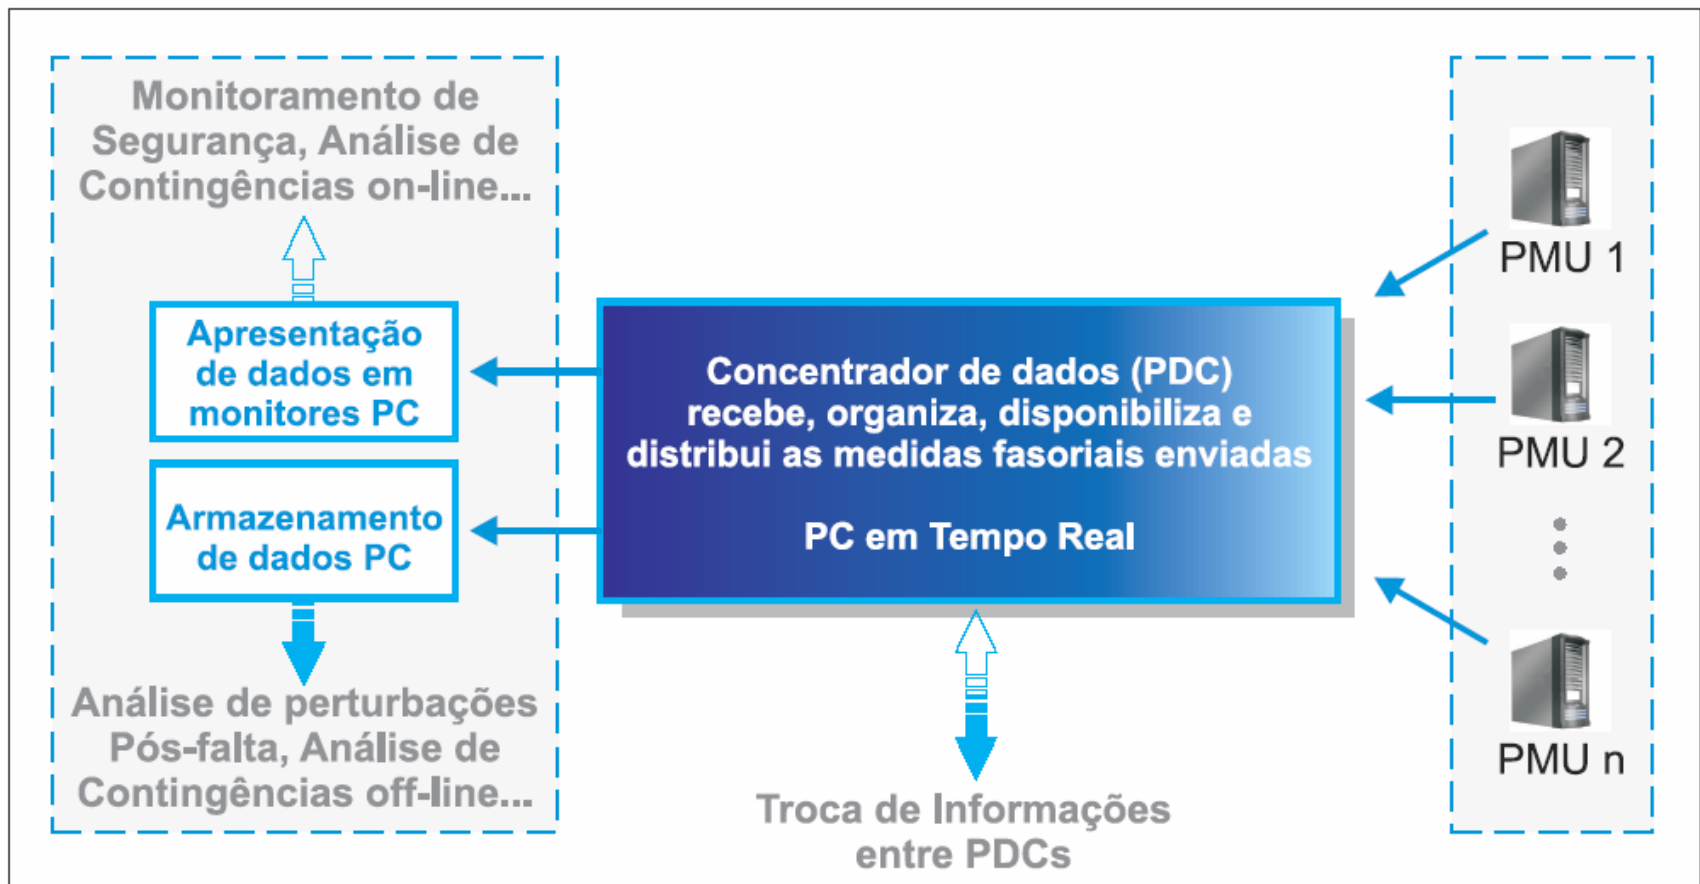 Monitoramento de
Segurança, Análise de
Contingências on-line...
Apresentação
de dados em
monitores PC
Armazenamento
de dados PC
Análise de perturbações
Pós-falta, Análise de
Contingências off-line...
Concentrador de dados (PDC)
recebe, organiza, disponibiliza e
distribui as medidas fasoriais enviadas
PC em Tempo Real
Troca de Informações
entre PDCs
PMU 1
PMU 2
PMU n